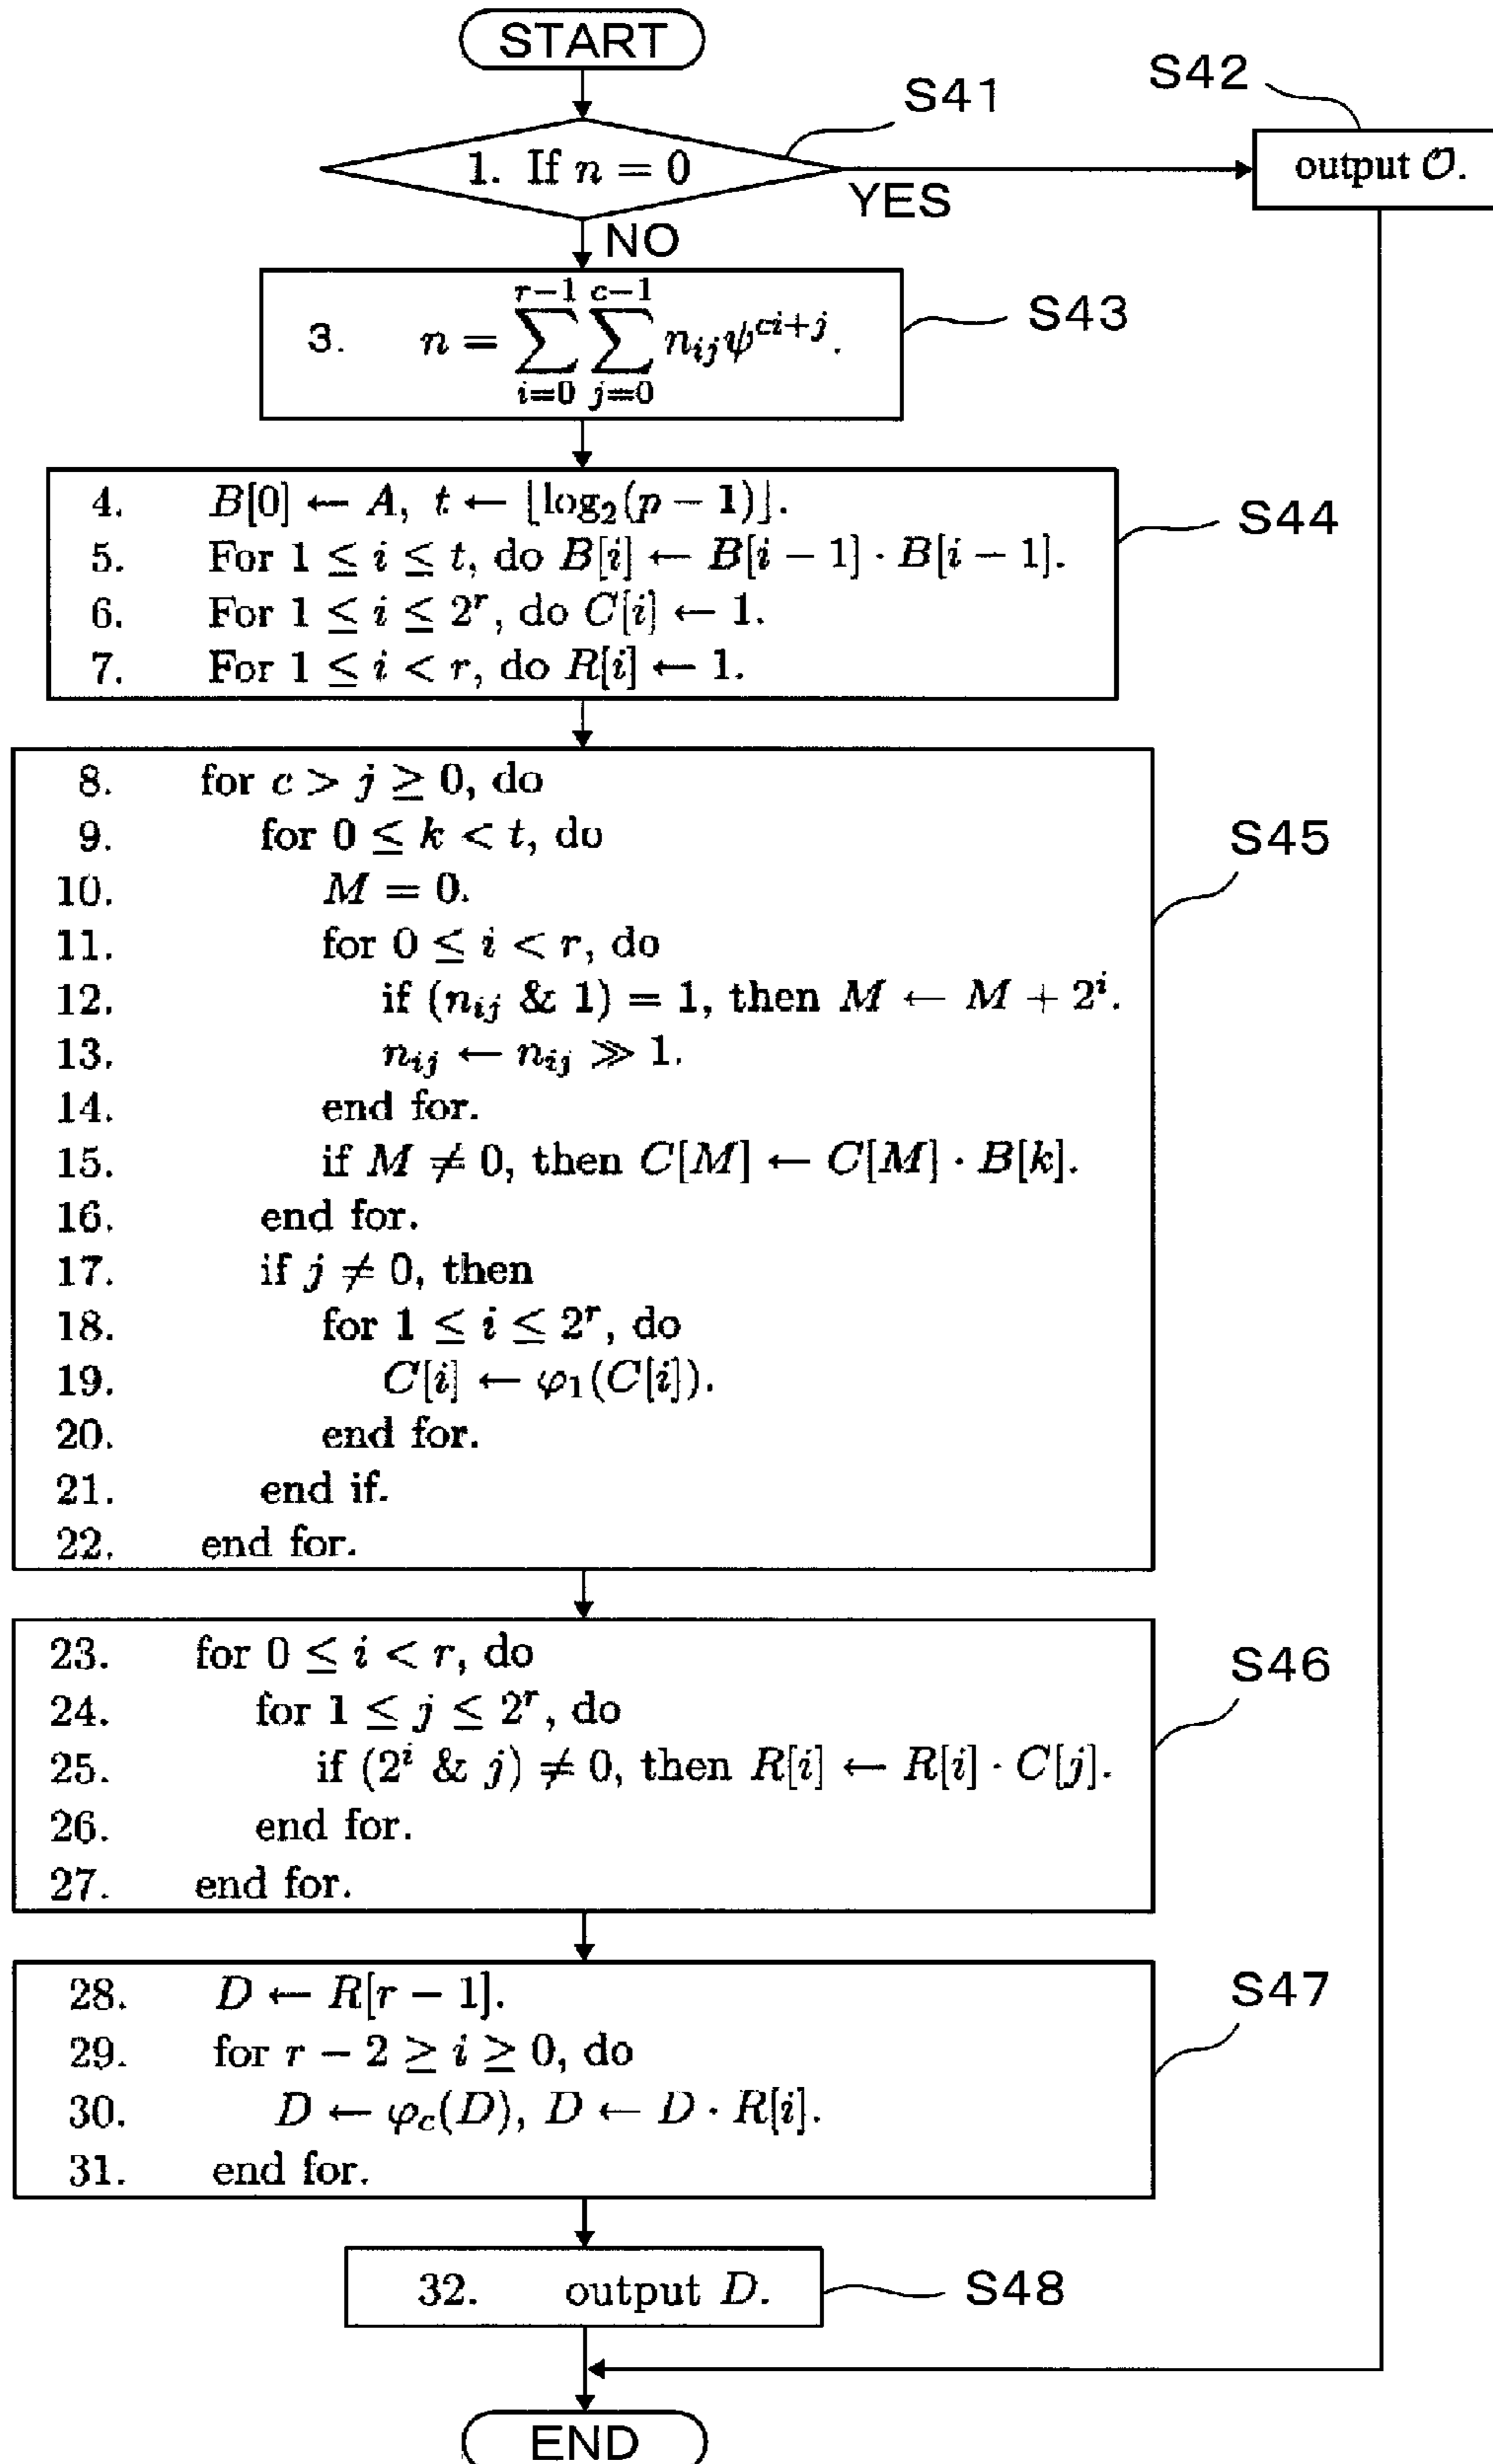 START
S41
S42
1. If n = 0
YES
output 𝒪.
NO
3. n = ∑_{i=0}^{r−1} ∑_{j=0}^{c−1} n_{ij} ψ^{ci+j}.
S43
4. B[0] ← A, t ← ⌊log₂(p − 1)⌋.
5. For 1 ≤ i ≤ t, do B[i] ← B[i − 1] · B[i − 1].
6. For 1 ≤ i ≤ 2^r, do C[i] ← 1.
7. For 1 ≤ i < r, do R[i] ← 1.
S44
8. for c > j ≥ 0, do
9. for 0 ≤ k < t, do
10. M = 0.
11. for 0 ≤ i < r, do
12. if (n_{ij} & 1) = 1, then M ← M + 2^i.
13. n_{ij} ← n_{ij} ≫ 1.
14. end for.
15. if M ≠ 0, then C[M] ← C[M] · B[k].
16. end for.
17. if j ≠ 0, then
18. for 1 ≤ i ≤ 2^r, do
19. C[i] ← φ₁(C[i]).
20. end for.
21. end if.
22. end for.
S45
23. for 0 ≤ i < r, do
24. for 1 ≤ j ≤ 2^r, do
25. if (2^i & j) ≠ 0, then R[i] ← R[i] · C[j].
26. end for.
27. end for.
S46
28. D ← R[r − 1].
29. for r − 2 ≥ i ≥ 0, do
30. D ← φ_c(D), D ← D · R[i].
31. end for.
S47
32. output D.
S48
END